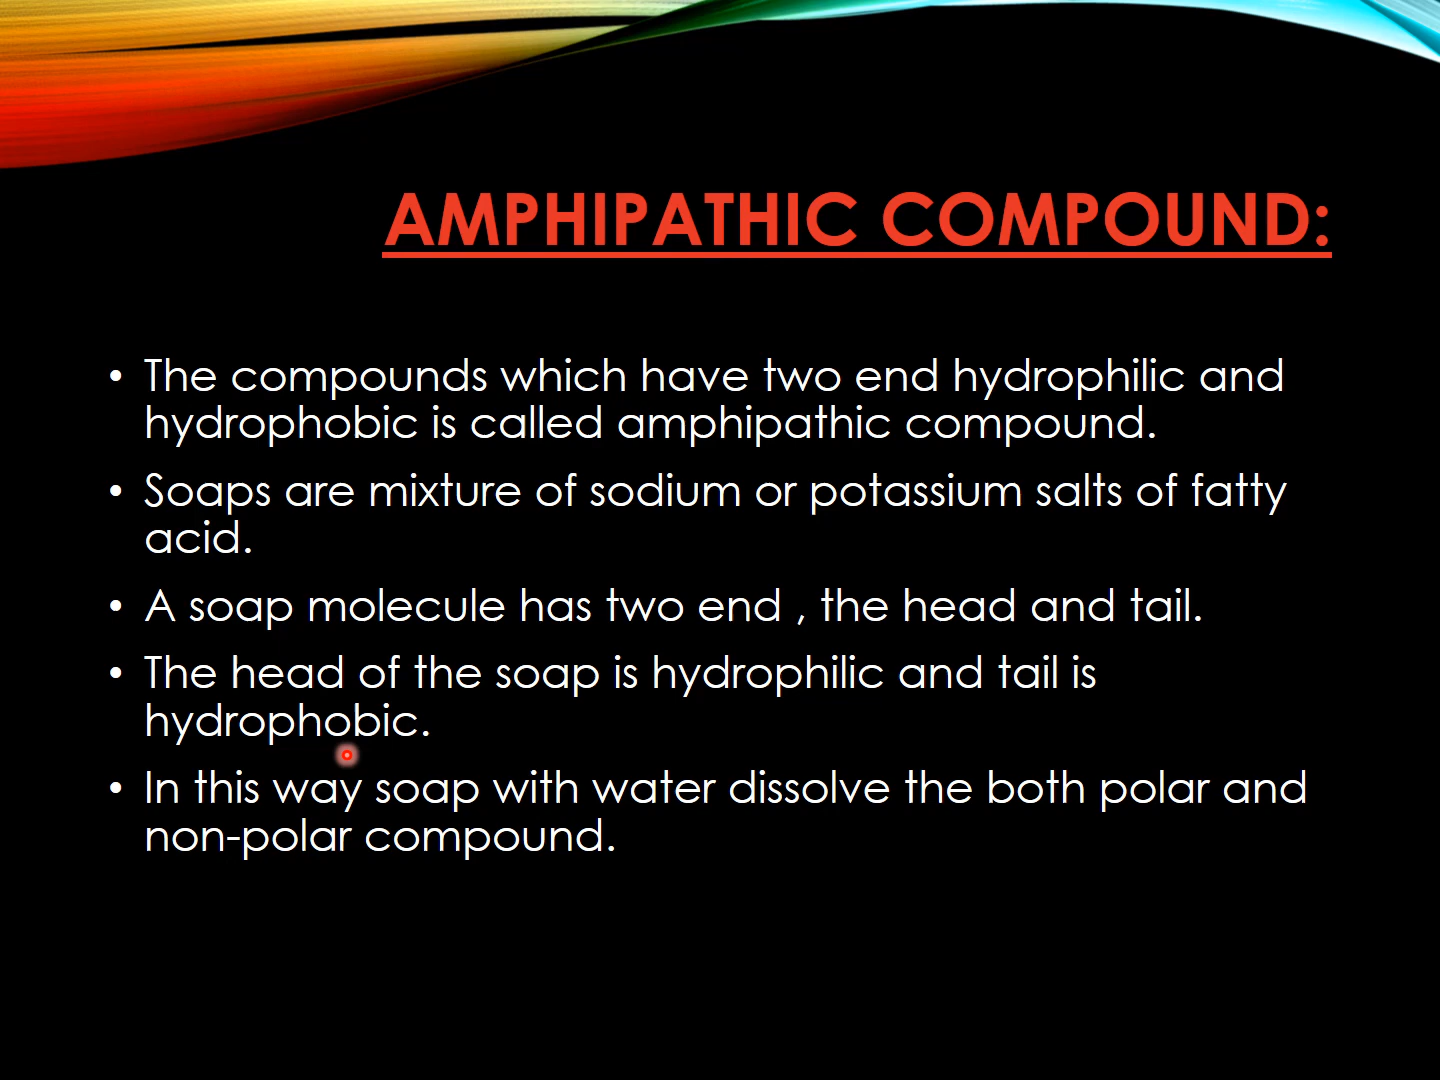 AMPHIPATHIC COMPOUND:
• The compounds which have two end hydrophilic and
hydrophobic is called amphipathic compound.
• Soaps are mixture of sodium or potassium salts of fatty
acid.
• A soap molecule has two end , the head and tail.
• The head of the soap is hydrophilic and tail is
hydrophobic.
• In this way soap with water dissolve the both polar and
non-polar compound.